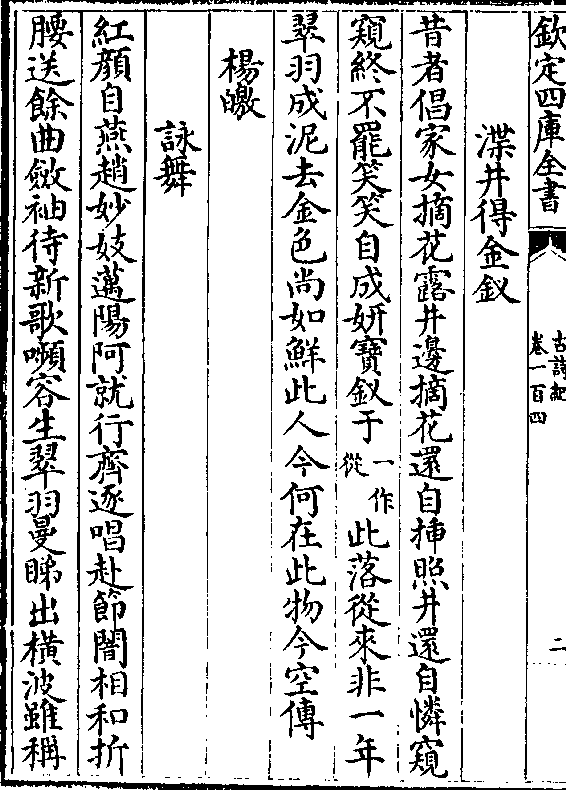 欽定四庫全書
古詩紀
卷一百四
二
渫井得金釵
昔者倡家女摘花露井邊摘花還自揷照井還自憐窺
窺終不罷笑笑自成妍寶釵于一作從此落從來非一年
翠羽成泥去金色尚如鮮此人今何在此物今空傳
楊皦
詠舞
紅顔自燕趙妙妓邁陽阿就行齊逐唱赴節闇相和折
腰送餘曲斂袖待新歌嚬容生翠羽曼睇出橫波雖稱